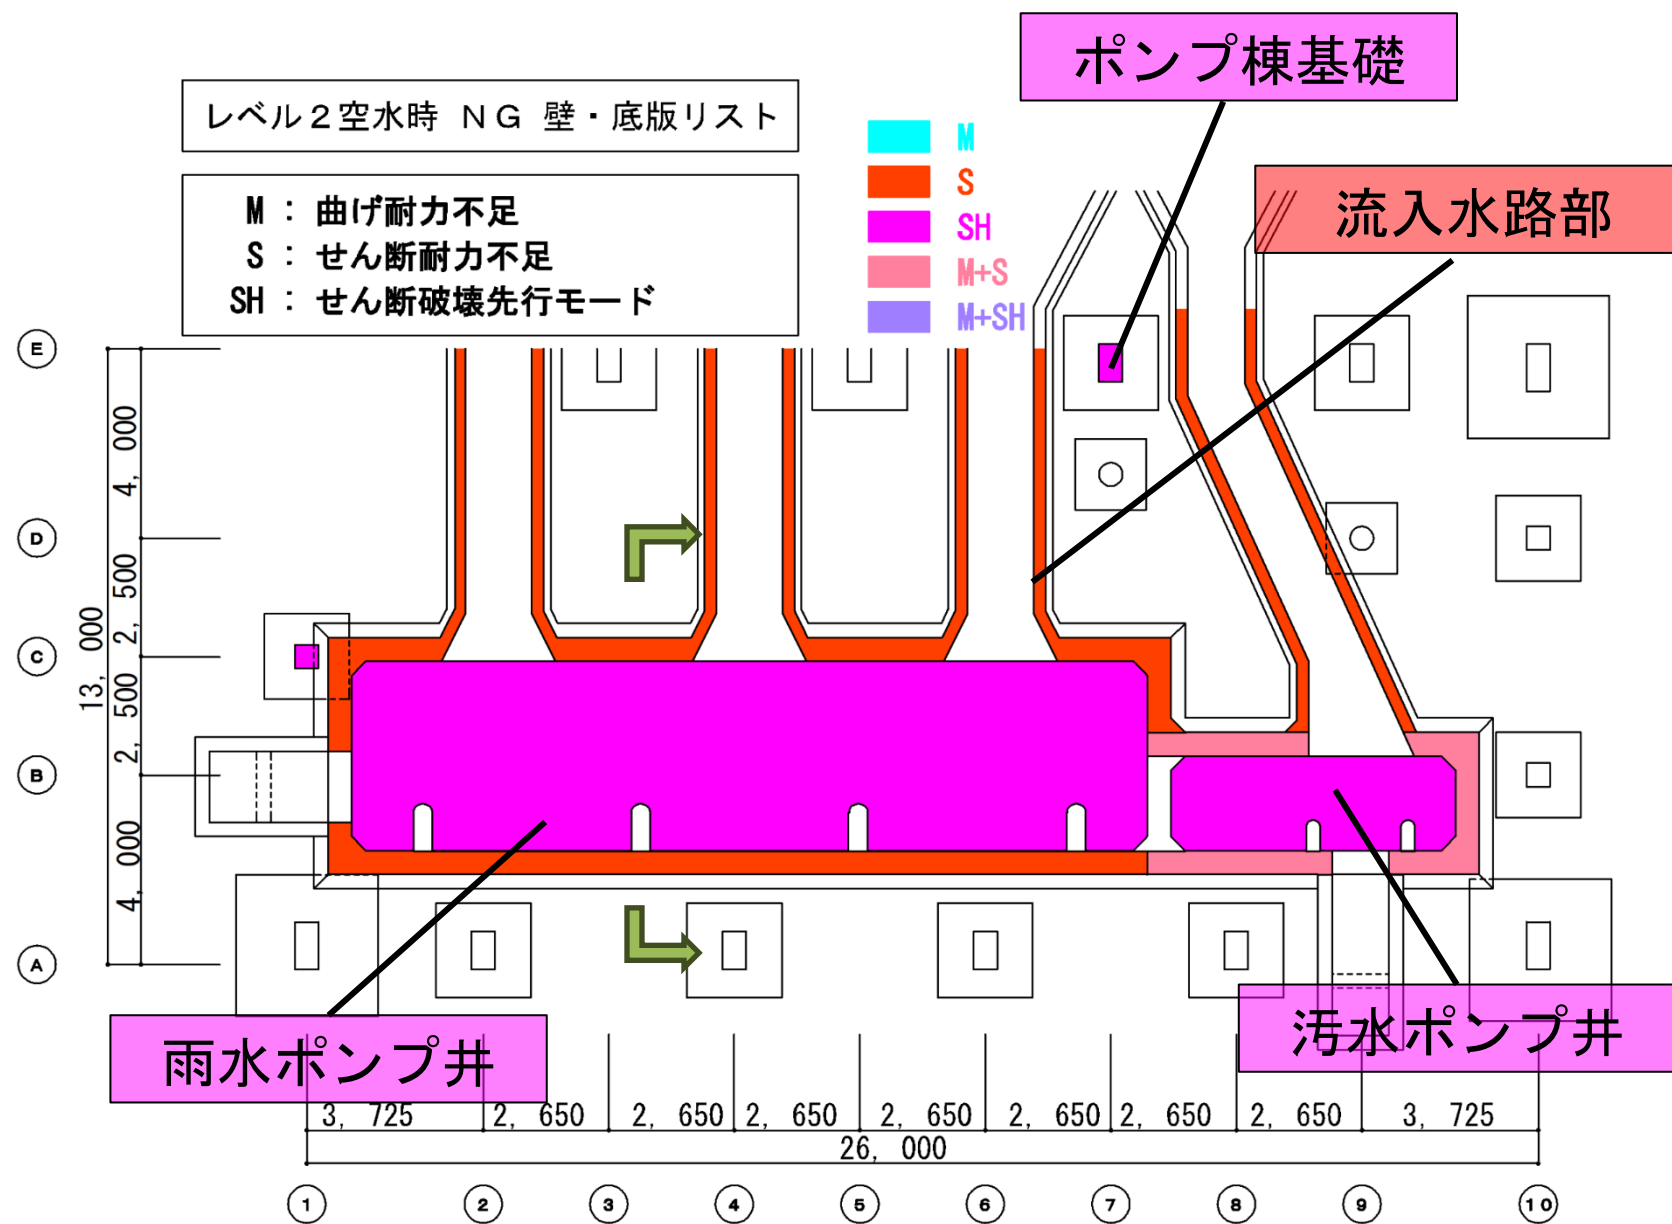 ポンプ棟基礎
レベル2空水時 NG 壁・底版リスト
M : 曲げ耐力不足
S : せん断耐力不足
SH : せん断破壊先行モード
M
S
SH
M+S
M+SH
流入水路部
E
D
C
B
A
4,000
2,500
2,500
4,000
13,000
雨水ポンプ井
汚水ポンプ井
3,725 2,650 2,650 2,650 2,650 2,650 2,650 2,650 3,725
26,000
1 2 3 4 5 6 7 8 9 10